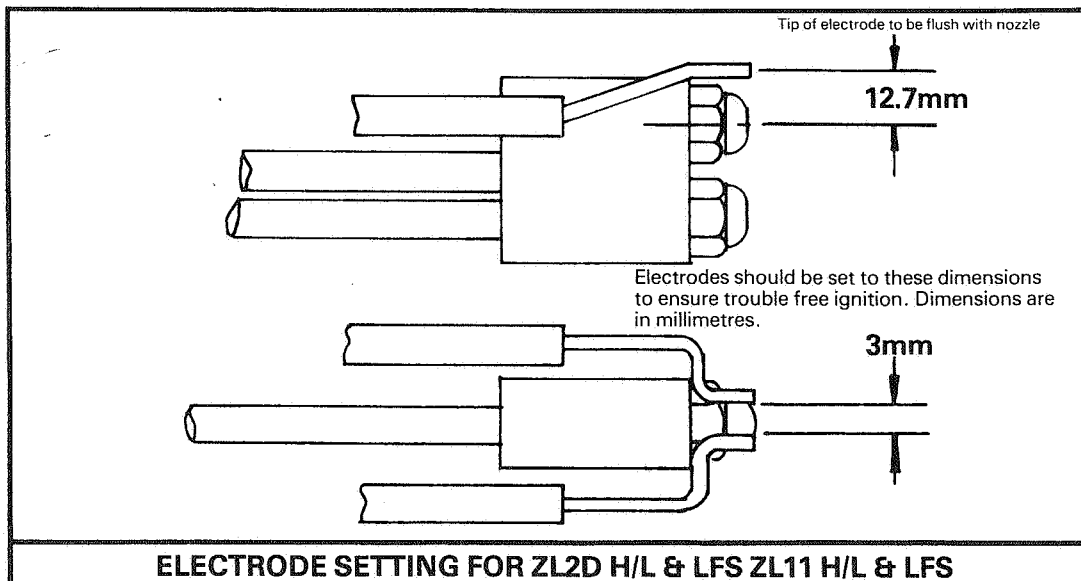 Tip of electrode to be flush with nozzle
12.7mm
Electrodes should be set to these dimensions
to ensure trouble free ignition. Dimensions are
in millimetres.
3mm
ELECTRODE SETTING FOR ZL2D H/L & LFS ZL11 H/L & LFS